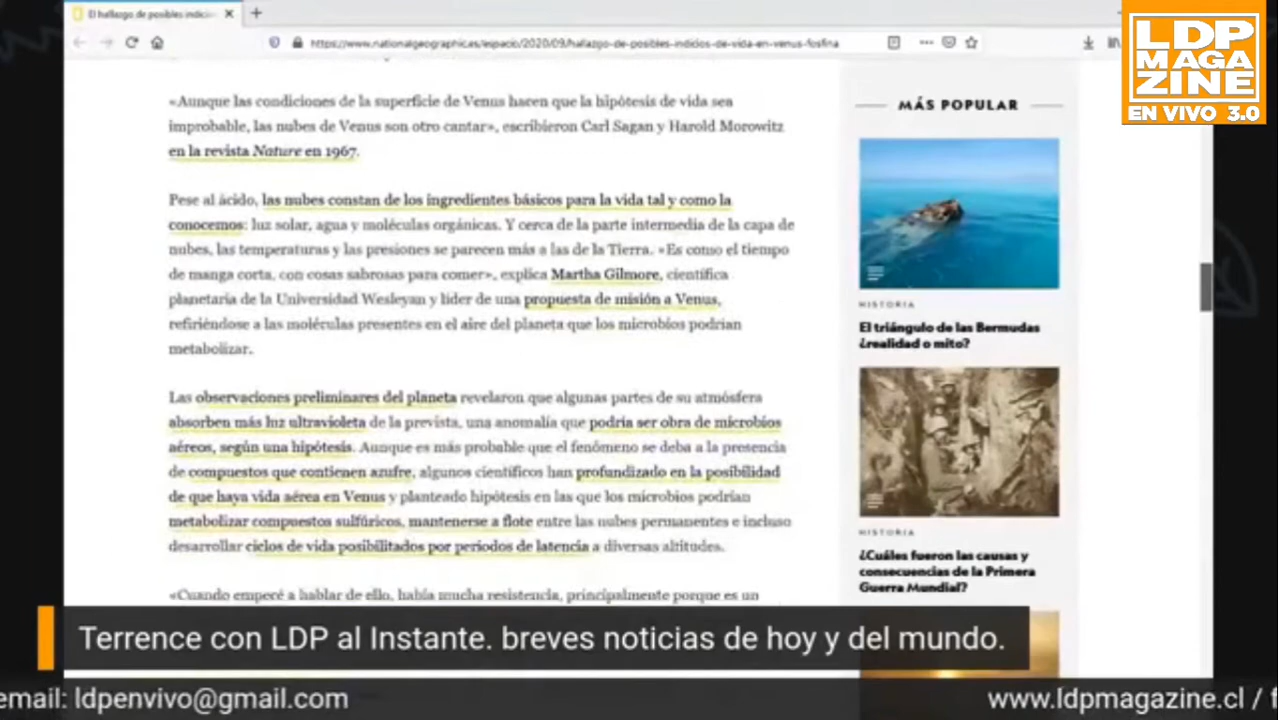 El hallazgo de posibles indicio
https://www.nationalgeographic.es/espacio/2020/09/hallazgo-de-posibles-indicios-de-vida-en-venus-fosfina
LDP
MAGA
ZINE
EN VIVO 3.0
«Aunque las condiciones de la superficie de Venus hacen que la hipótesis de vida sea
improbable, las nubes de Venus son otro cantar», escribieron Carl Sagan y Harold Morowitz
en la revista Nature en 1967.
Pese al ácido, las nubes constan de los ingredientes básicos para la vida tal y como la
conocemos: luz solar, agua y moléculas orgánicas. Y cerca de la parte intermedia de la capa de
nubes, las temperaturas y las presiones se parecen más a las de la Tierra. «Es como el tiempo
de manga corta, con cosas sabrosas para comer», explica Martha Gilmore, científica
planetaria de la Universidad Wesleyan y líder de una propuesta de misión a Venus,
refiriéndose a las moléculas presentes en el aire del planeta que los microbios podrían
metabolizar.
Las observaciones preliminares del planeta revelaron que algunas partes de su atmósfera
absorben más luz ultravioleta de la prevista, una anomalía que podría ser obra de microbios
aéreos, según una hipótesis. Aunque es más probable que el fenómeno se deba a la presencia
de compuestos que contienen azufre, algunos científicos han profundizado en la posibilidad
de que haya vida aérea en Venus y planteado hipótesis en las que los microbios podrían
metabolizar compuestos sulfúricos, mantenerse a flote entre las nubes permanentes e incluso
desarrollar ciclos de vida posibilitados por periodos de latencia a diversas altitudes.
«Cuando empecé a hablar de ello, había mucha resistencia, principalmente porque es un
MÁS POPULAR
HISTORIA
El triángulo de las Bermudas
¿realidad o mito?
HISTORIA
¿Cuáles fueron las causas y
consecuencias de la Primera
Guerra Mundial?
Terrence con LDP al Instante. breves noticias de hoy y del mundo.
email: ldpenvivo@gmail.com
www.ldpmagazine.cl / f